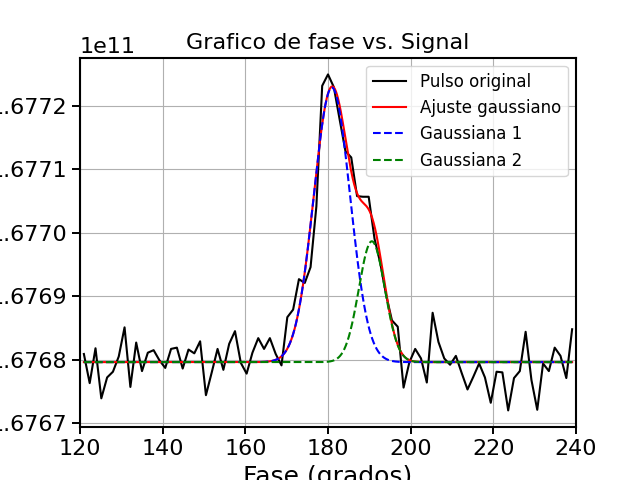 1e11
Grafico de fase vs. Signal
Pulso original
Ajuste gaussiano
Gaussiana 1
Gaussiana 2
.6772
.6771
.6770
.6769
.6768
.6767
120 140 160 180 200 220 240
Fase (grados)